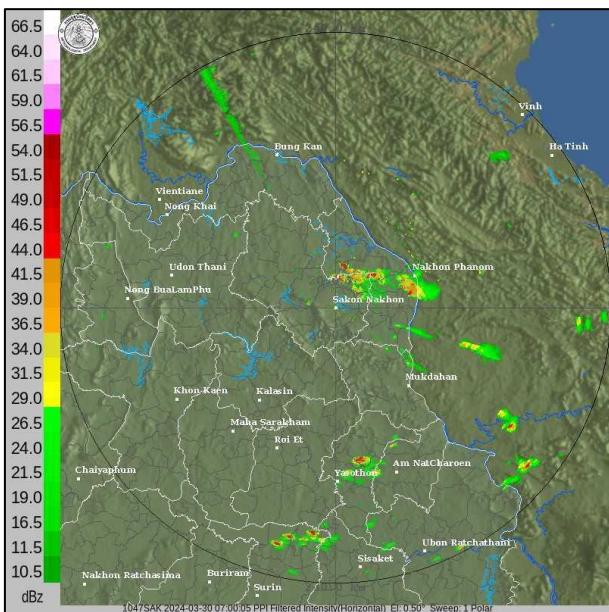 66.5
64.0
61.5
59.0
56.5
54.0
51.5
49.0
46.5
44.0
41.5
39.0
36.5
34.0
31.5
29.0
26.5
24.0
21.5
19.0
16.5
14.0
11.5
10.5
dBz
Vinh
Ha Tinh
Bung Kan
Vientiane
Nong Khai
Udon Thani
Nakhon Phanom
Nong BuaLamPhu
Sakon Nakhon
Mukdahan
Khon Kaen
Kalasin
Maha Sarakham
Roi Et
Chaiyaphum
Yasothon
Am NatCharoen
Ubon Ratchathani
Sisaket
Nakhon Ratchasima
Buriram
Surin
1047SAK 2024-03-30 07:00:05 PPI Filtered Intensity(Horizontal) El: 0.50° Sweep: 1 Polar